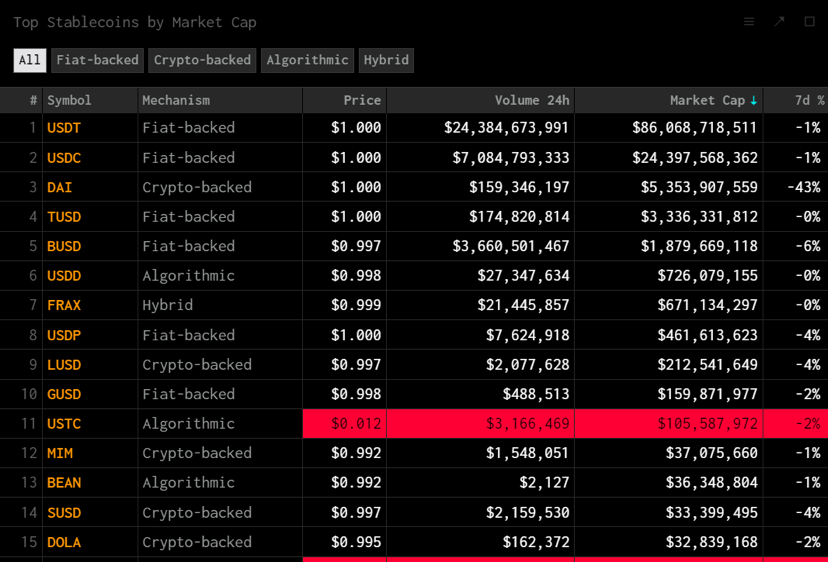 Top Stablecoins by Market Cap
All Fiat-backed Crypto-backed Algorithmic Hybrid
# Symbol Mechanism Price Volume 24h Market Cap ↓ 7d %
1 USDT Fiat-backed $1.000 $24,384,673,991 $86,068,718,511 -1%
2 USDC Fiat-backed $1.000 $7,084,793,333 $24,397,568,362 -1%
3 DAI Crypto-backed $1.000 $159,346,197 $5,353,907,559 -43%
4 TUSD Fiat-backed $1.000 $174,820,814 $3,336,331,812 -0%
5 BUSD Fiat-backed $0.997 $3,660,501,467 $1,879,669,118 -6%
6 USDD Algorithmic $0.998 $27,347,634 $726,079,155 -0%
7 FRAX Hybrid $0.999 $21,445,857 $671,134,297 -0%
8 USDP Fiat-backed $1.000 $7,624,918 $461,613,623 -4%
9 LUSD Crypto-backed $0.997 $2,077,628 $212,541,649 -4%
10 GUSD Fiat-backed $0.998 $488,513 $159,871,977 -2%
11 USTC Algorithmic $0.012 $3,166,469 $105,587,972 -2%
12 MIM Crypto-backed $0.992 $1,548,051 $37,075,660 -1%
13 BEAN Algorithmic $0.992 $2,127 $36,348,804 -1%
14 SUSD Crypto-backed $0.997 $2,159,530 $33,399,495 -4%
15 DOLA Crypto-backed $0.995 $162,372 $32,839,168 -2%